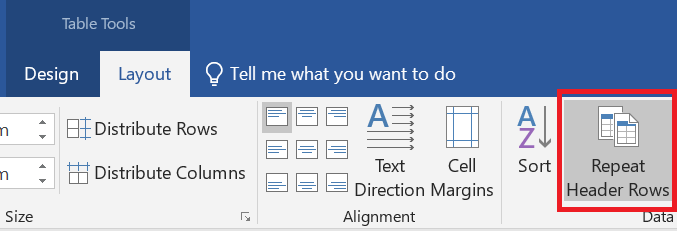 Table Tools
Design Layout Tell me what you want to do
m Distribute Rows
m Distribute Columns
A
Text
Direction
Cell
Margins
A
Z
Sort
Repeat
Header Rows
Size Alignment Data